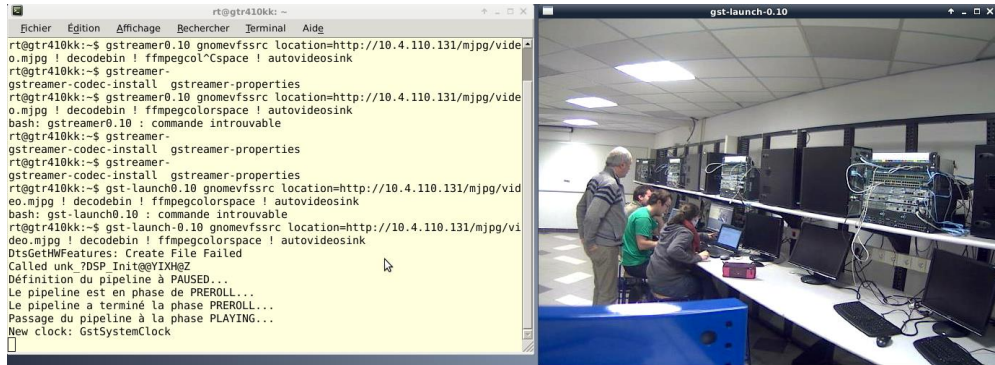 rt@gtr410kk: ~
Fichier Édition Affichage Rechercher Terminal Aide
rt@gtr410kk:~$ gstreamer0.10 gnomevfssrc location=http://10.4.110.131/mjpg/vide
o.mjpg ! decodebin ! ffmpegcol^Cspace ! autovideosink
rt@gtr410kk:~$ gstreamer-
gstreamer-codec-install gstreamer-properties
rt@gtr410kk:~$ gstreamer0.10 gnomevfssrc location=http://10.4.110.131/mjpg/vide
o.mjpg ! decodebin ! ffmpegcolorspace ! autovideosink
bash: gstreamer0.10 : commande introuvable
rt@gtr410kk:~$ gstreamer-
gstreamer-codec-install gstreamer-properties
rt@gtr410kk:~$ gstreamer-
gstreamer-codec-install gstreamer-properties
rt@gtr410kk:~$ gst-launch0.10 gnomevfssrc location=http://10.4.110.131/mjpg/vid
eo.mjpg ! decodebin ! ffmpegcolorspace ! autovideosink
bash: gst-launch0.10 : commande introuvable
rt@gtr410kk:~$ gst-launch-0.10 gnomevfssrc location=http://10.4.110.131/mjpg/vi
deo.mjpg ! decodebin ! ffmpegcolorspace ! autovideosink
DtsGetHWFeatures: Create File Failed
Called unk_?DSP_Init@@YIXH@Z
Définition du pipeline à PAUSED...
Le pipeline est en phase de PREROLL...
Le pipeline a terminé la phase PREROLL...
Passage du pipeline à la phase PLAYING...
New clock: GstSystemClock
gst-launch-0.10